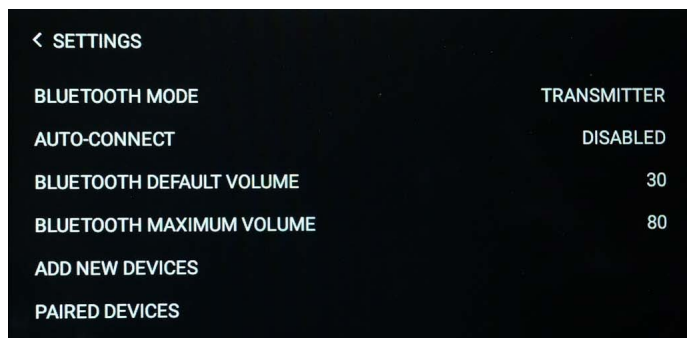 < SETTINGS
BLUETOOTH MODE TRANSMITTER
AUTO-CONNECT DISABLED
BLUETOOTH DEFAULT VOLUME 30
BLUETOOTH MAXIMUM VOLUME 80
ADD NEW DEVICES
PAIRED DEVICES